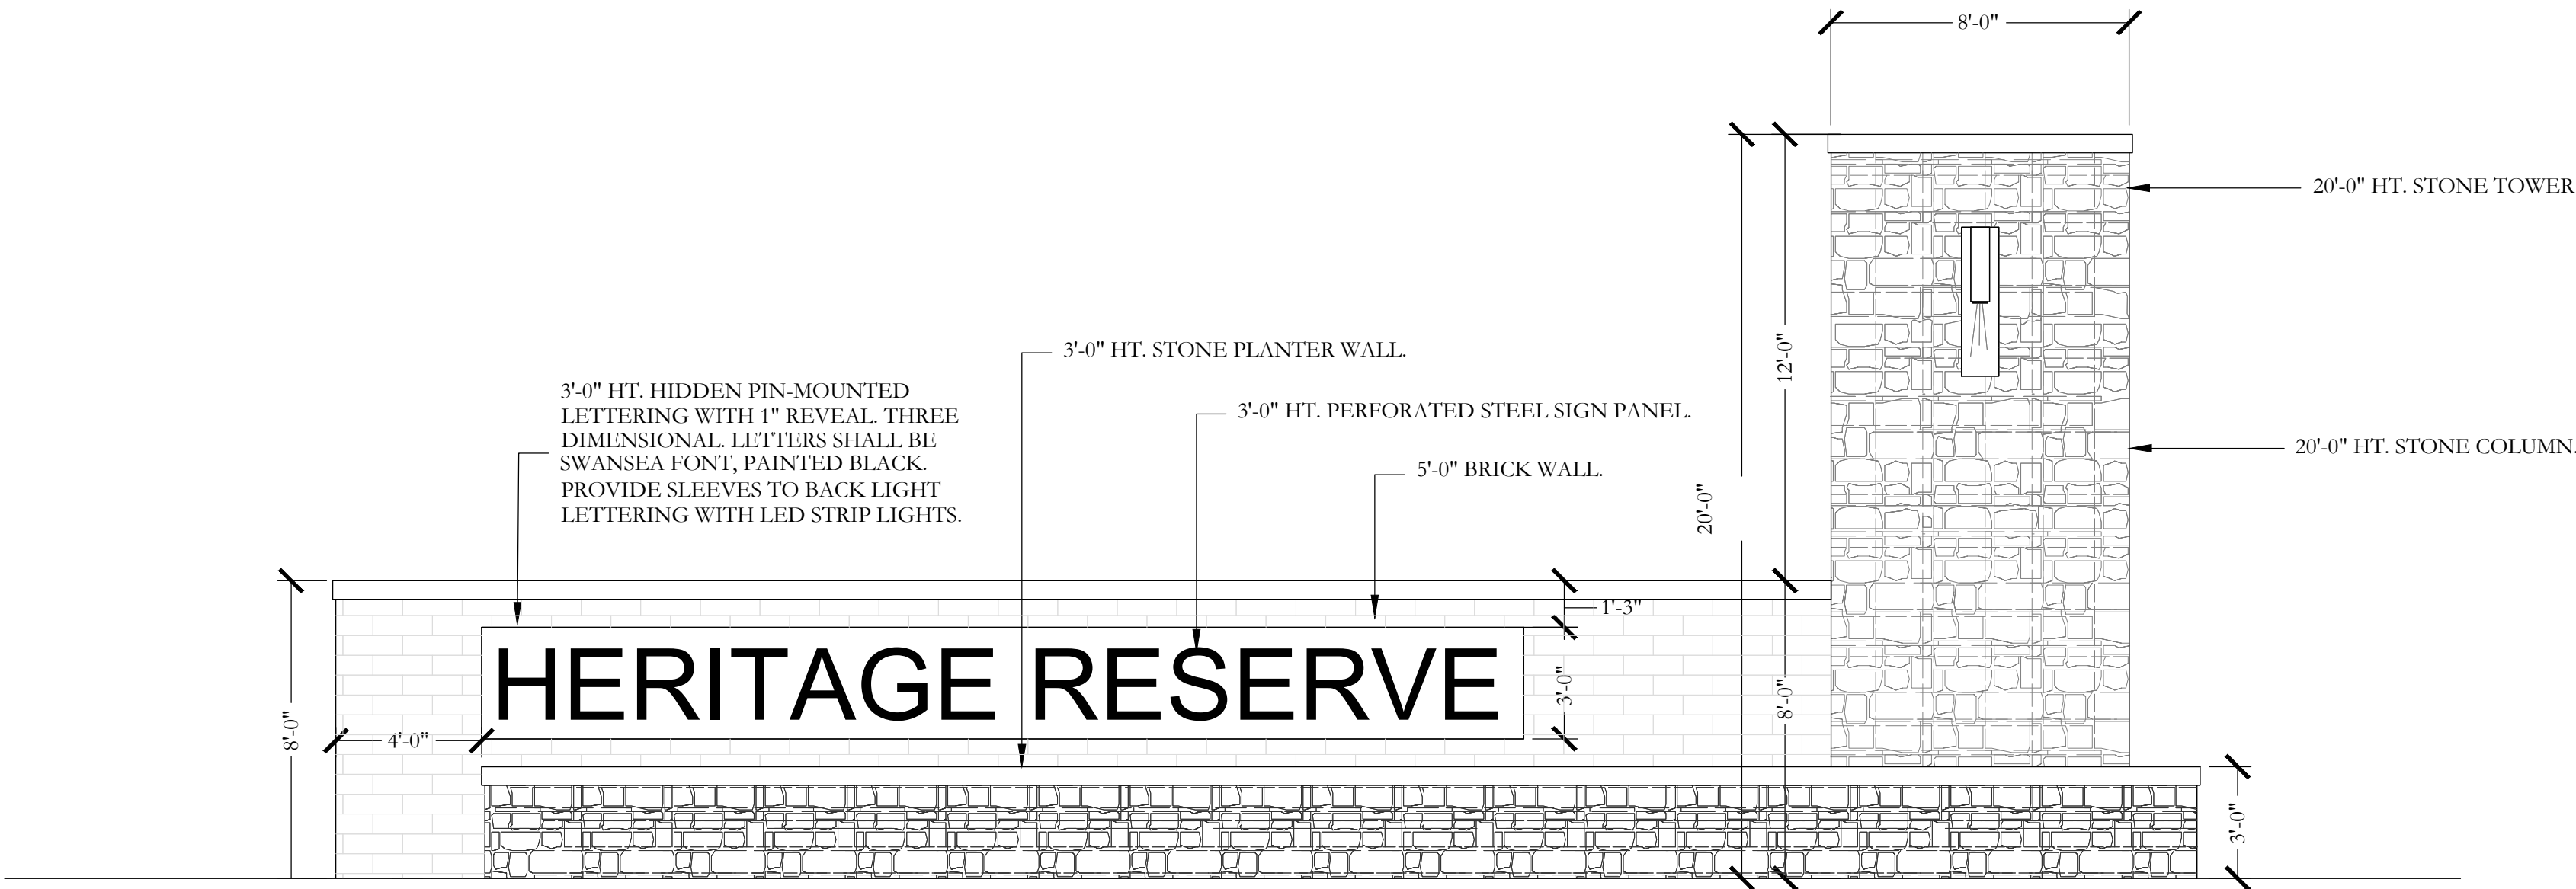 8'-0"
20'-0" HT. STONE TOWER
12'-0"
3'-0" HT. STONE PLANTER WALL.
3'-0" HT. HIDDEN PIN-MOUNTED
LETTERING WITH 1" REVEAL. THREE
DIMENSIONAL. LETTERS SHALL BE
SWANSEA FONT, PAINTED BLACK.
PROVIDE SLEEVES TO BACK LIGHT
LETTERING WITH LED STRIP LIGHTS.
3'-0" HT. PERFORATED STEEL SIGN PANEL.
20'-0" HT. STONE COLUMN.
5'-0" BRICK WALL.
20'-0"
1'-3"
HERITAGE RESERVE
3'-0"
8'-0"
8'-0"
4'-0"
3'-0"